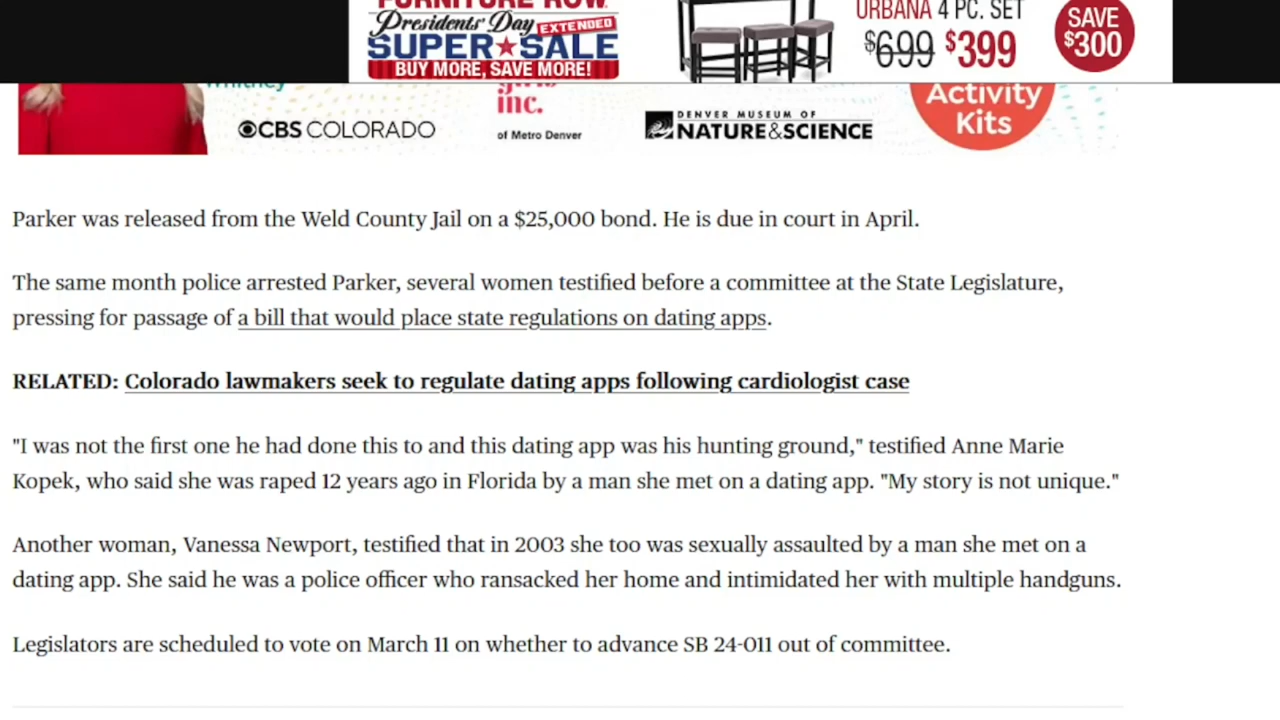 FURNITURE ROW
Presidents' Day EXTENDED
SUPER SALE
BUY MORE, SAVE MORE!
URBANA 4 PC. SET
$699 $399
SAVE
$300
Whitney
CBS COLORADO
girls
inc.
of Metro Denver
DENVER MUSEUM OF
NATURE&SCIENCE
Activity
Kits
Parker was released from the Weld County Jail on a $25,000 bond. He is due in court in April.
The same month police arrested Parker, several women testified before a committee at the State Legislature,
pressing for passage of a bill that would place state regulations on dating apps.
RELATED: Colorado lawmakers seek to regulate dating apps following cardiologist case
"I was not the first one he had done this to and this dating app was his hunting ground," testified Anne Marie
Kopek, who said she was raped 12 years ago in Florida by a man she met on a dating app. "My story is not unique."
Another woman, Vanessa Newport, testified that in 2003 she too was sexually assaulted by a man she met on a
dating app. She said he was a police officer who ransacked her home and intimidated her with multiple handguns.
Legislators are scheduled to vote on March 11 on whether to advance SB 24-011 out of committee.